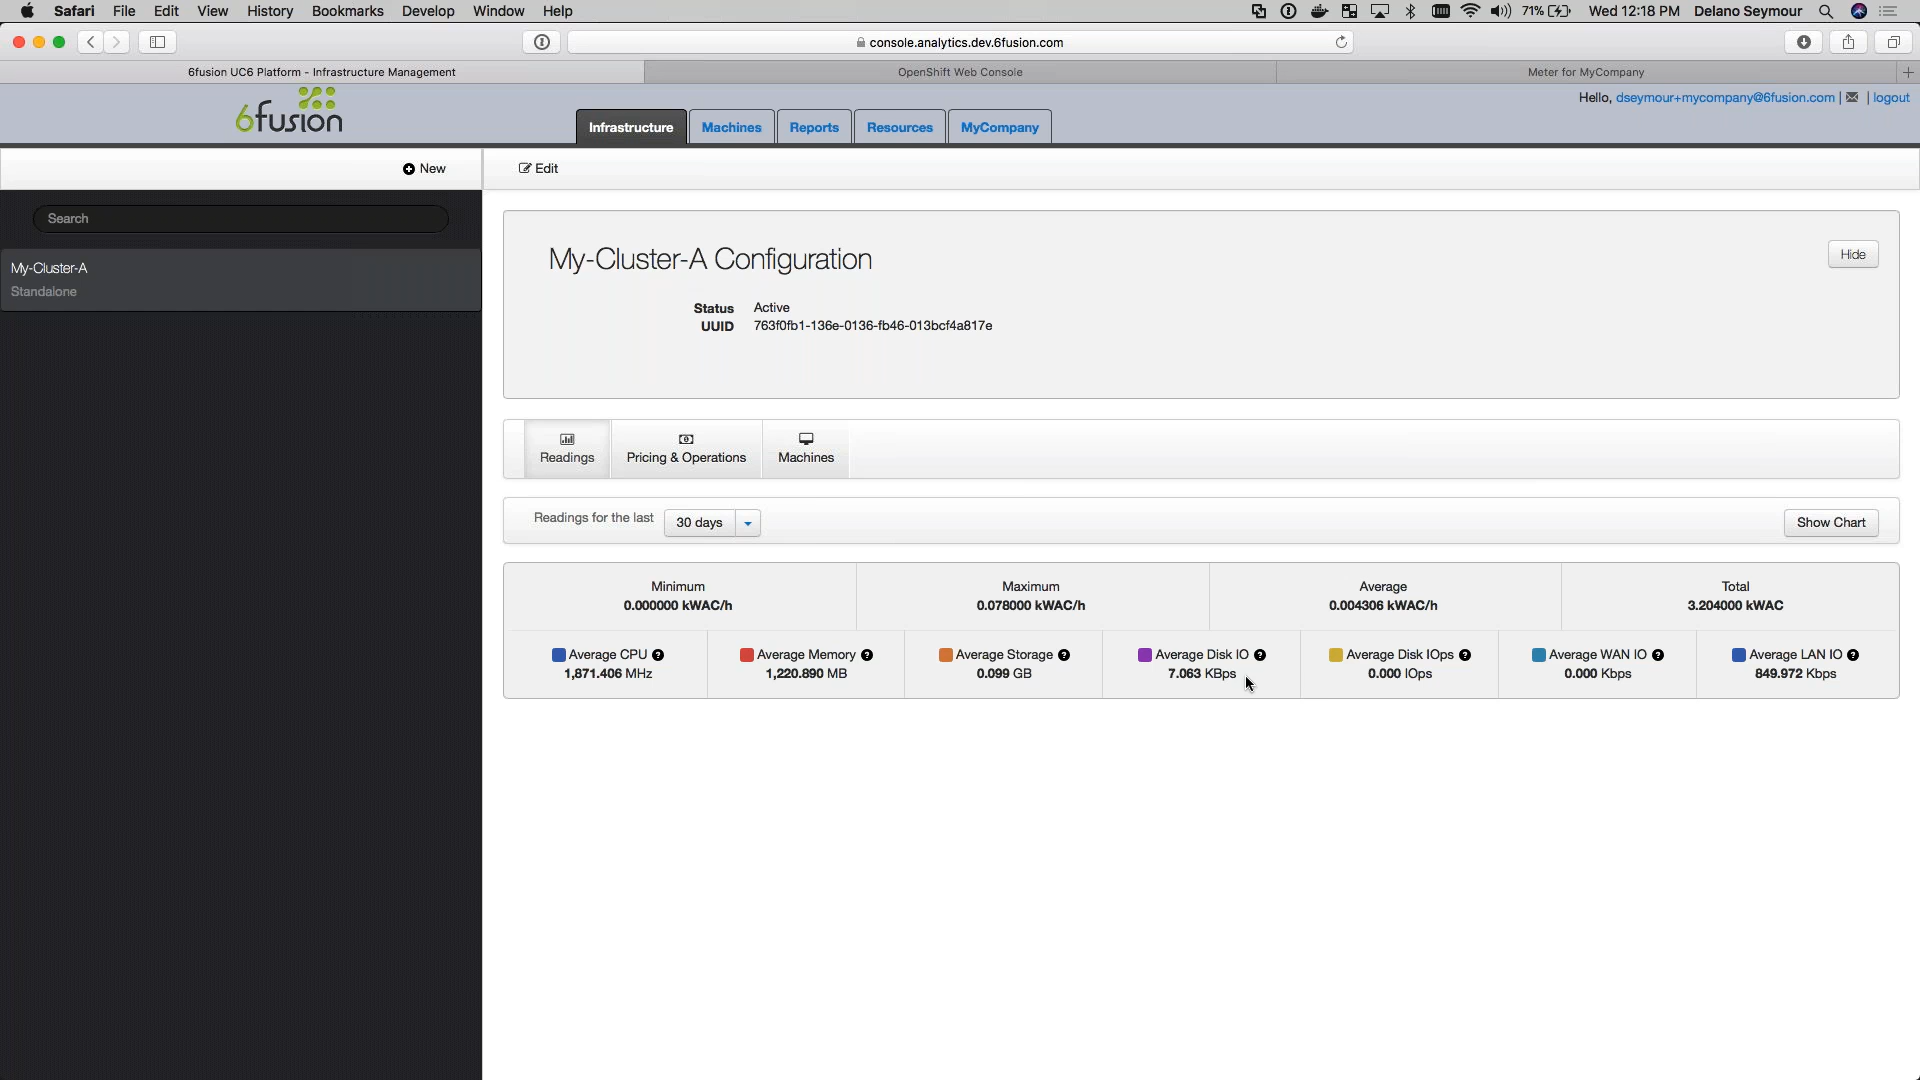 Safari File Edit View History Bookmarks Develop Window Help 71% Wed 12:18 PM Delano Seymour
console.analytics.dev.6fusion.com
6fusion UC6 Platform - Infrastructure Management OpenShift Web Console Meter for MyCompany
6fusion
Hello, dseymour+mycompany@6fusion.com | | logout
Infrastructure Machines Reports Resources MyCompany
New
Edit
Search
My-Cluster-A
Standalone
My-Cluster-A Configuration
Hide
Status Active
UUID 763f0fb1-136e-0136-fb46-013bcf4a817e
Readings Pricing & Operations Machines
Readings for the last 30 days Show Chart
Minimum Maximum Average Total
0.000000 kWAC/h 0.078000 kWAC/h 0.004306 kWAC/h 3.204000 kWAC
Average CPU ? Average Memory ? Average Storage ? Average Disk IO ? Average Disk IOps ? Average WAN IO ? Average LAN IO ?
1,871.406 MHz 1,220.890 MB 0.099 GB 7.063 KBps 0.000 IOps 0.000 Kbps 849.972 Kbps